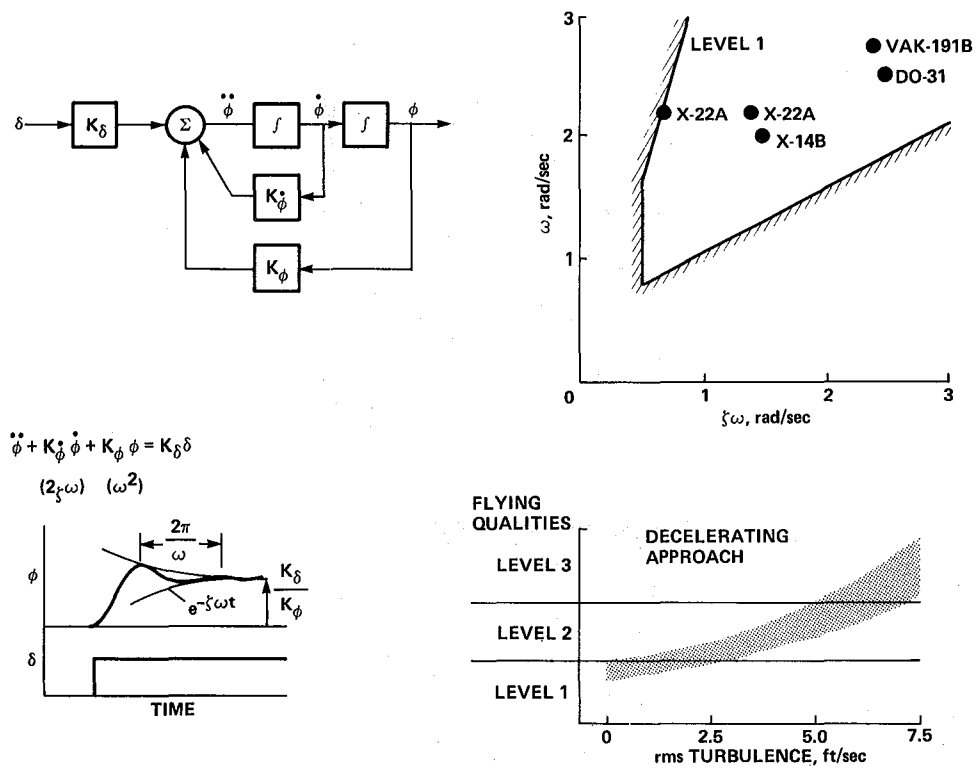 δ
K_δ
Σ
φ̈
∫
φ̇
∫
φ
K_φ̇
K_φ
3
2
1
0
ω, rad/sec
LEVEL 1
VAK-191B
DO-31
X-22A
X-22A
X-14B
1
2
3
ζω, rad/sec
φ̈ + K_φ̇ φ̇ + K_φ φ = K_δ δ
(2ζω) (ω²)
2π
ω
φ
e^-ζωt
K_δ
K_φ
δ
TIME
FLYING
QUALITIES
DECELERATING
APPROACH
LEVEL 3
LEVEL 2
LEVEL 1
0
2.5
5.0
7.5
rms TURBULENCE, ft/sec